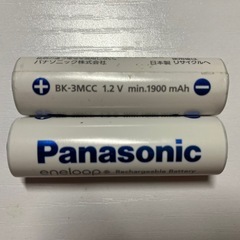 パナソニック株式会社
日本製 リサイクルへ
+ BK-3MCC 1.2 V min.1900 mAh −
Panasonic
eneloop Rechargeable Battery